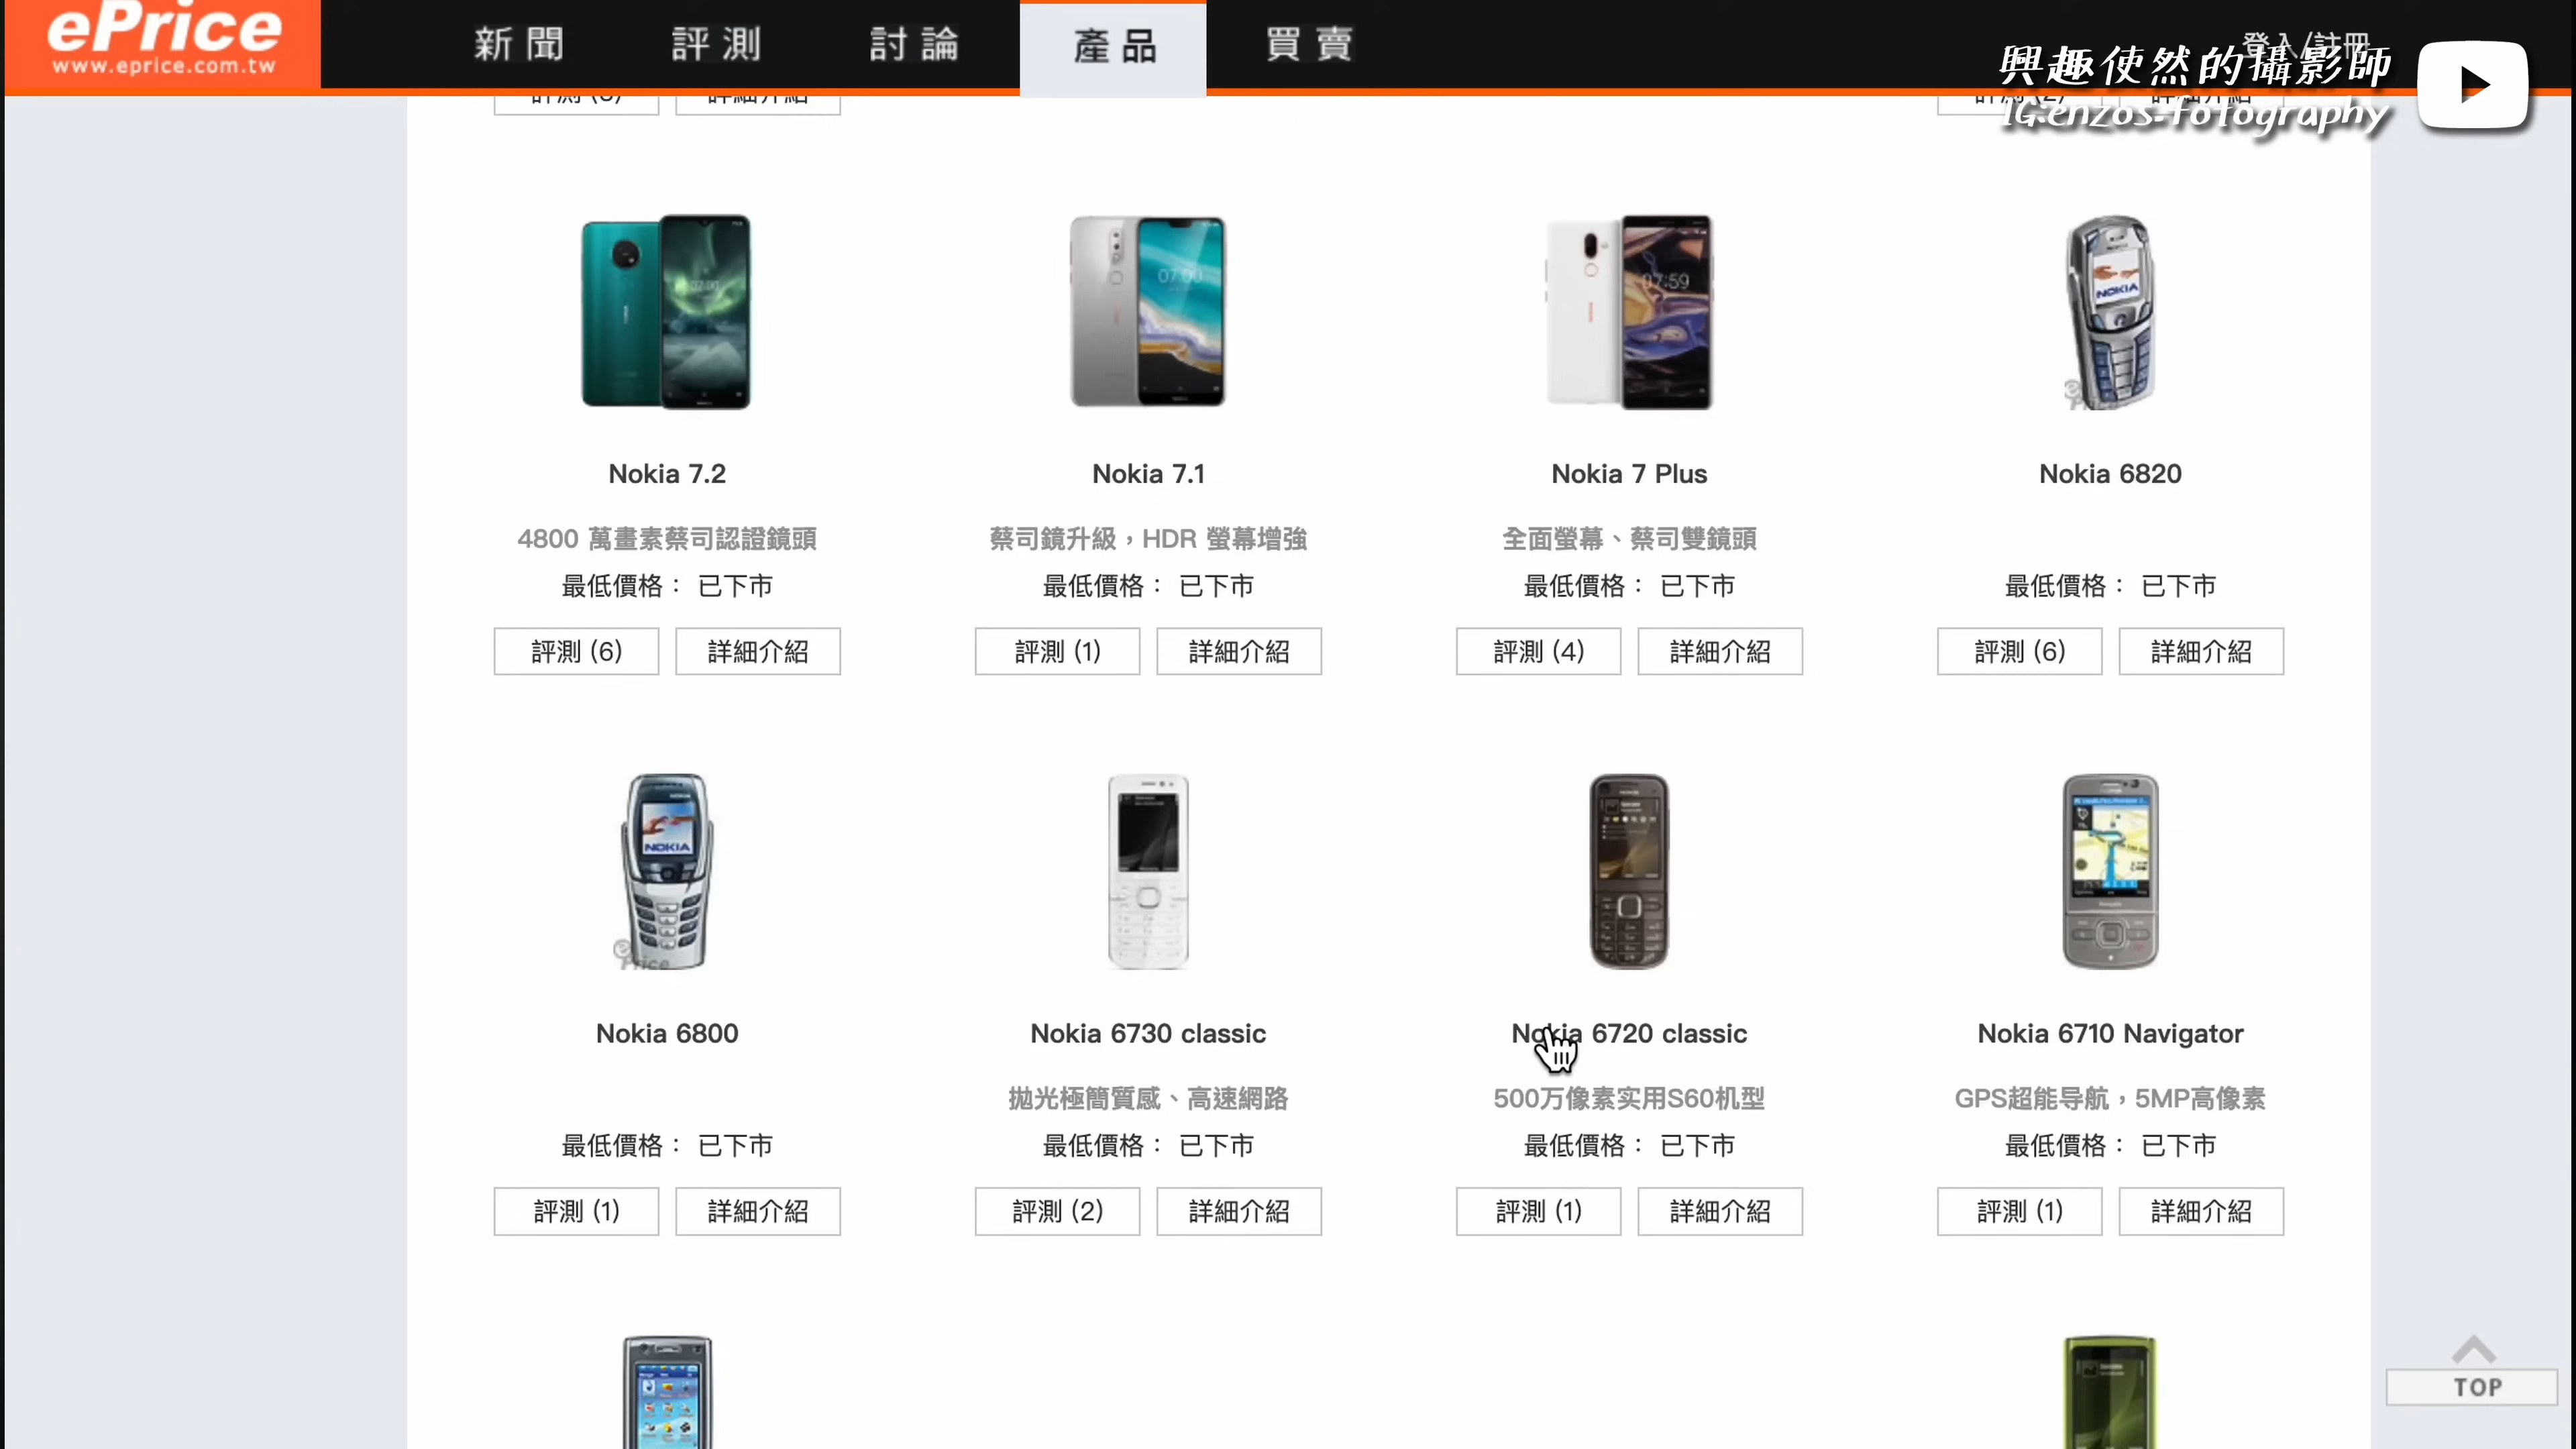 ePrice
www.eprice.com.tw
新聞 評測 討論 產品 買賣
登入/註冊
興趣使然的攝影師
IG:enzos-fotography
Nokia 7.2
4800 萬畫素蔡司認證鏡頭
最低價格： 已下市
評測 (6) 詳細介紹
Nokia 7.1
蔡司鏡升級，HDR 螢幕增強
最低價格： 已下市
評測 (1) 詳細介紹
Nokia 7 Plus
全面螢幕、蔡司雙鏡頭
最低價格： 已下市
評測 (4) 詳細介紹
NOKIA
Nokia 6820
最低價格： 已下市
評測 (6) 詳細介紹
NOKIA
Nokia 6800
最低價格： 已下市
評測 (1) 詳細介紹
Nokia 6730 classic
拋光極簡質感、高速網路
最低價格： 已下市
評測 (2) 詳細介紹
Nokia 6720 classic
500万像素实用S60机型
最低價格： 已下市
評測 (1) 詳細介紹
Nokia 6710 Navigator
GPS超能导航，5MP高像素
最低價格： 已下市
評測 (1) 詳細介紹
TOP